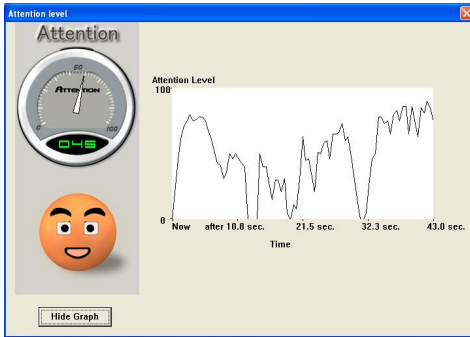 Attention level
Attention
50
ATTENTION
0
100
045
Hide Graph
Attention Level
100
0
Now
after 10.8 sec.
21.5 sec.
32.3 sec.
43.0 sec.
Time